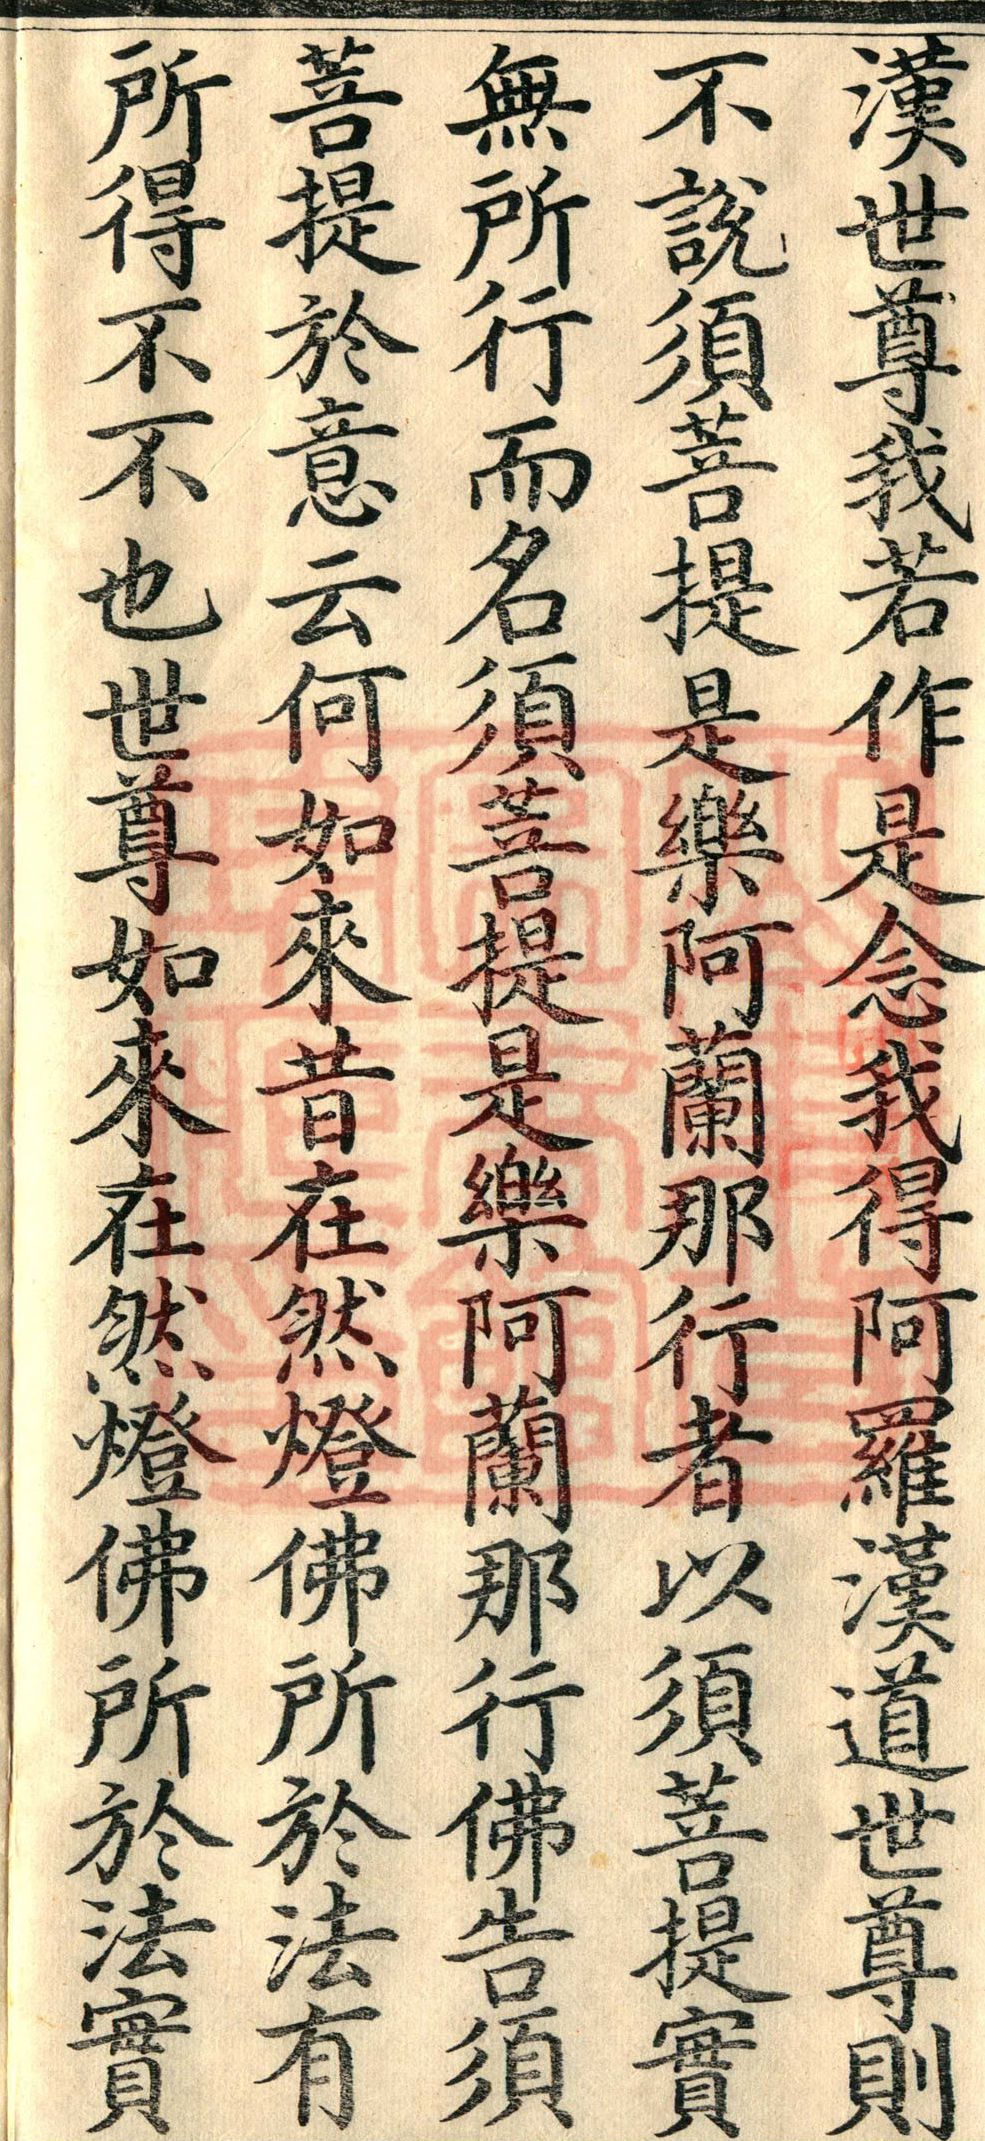 漢世尊我若作是念我得阿羅漢道世尊則
不說須菩提是樂阿蘭那行者以須菩提實
無所行而名須菩提是樂阿蘭那行佛告須
菩提於意云何如來昔在然燈佛所於法有
所得不不也世尊如來在然燈佛所於法實